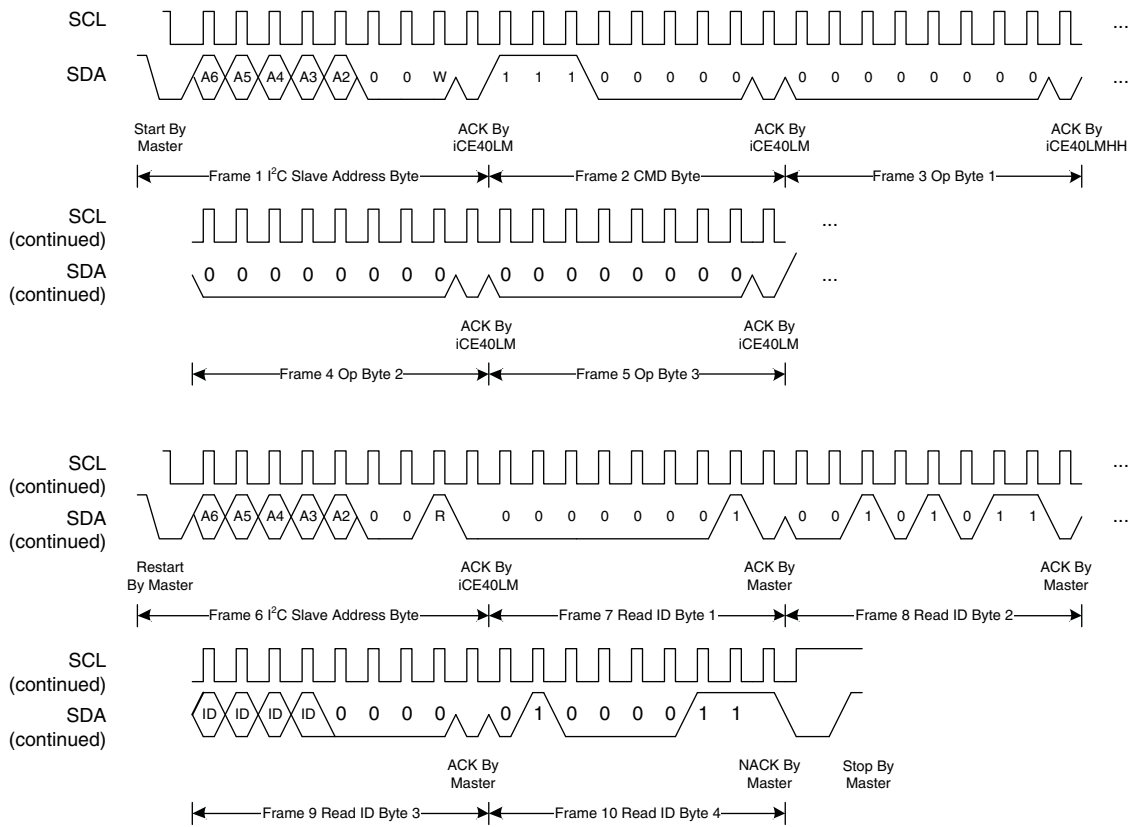 SCL ...
SDA A6 A5 A4 A3 A2 0 0 W 1 1 1 0 0 0 0 0 0 0 0 0 0 0 0 0 ...
Start By Master
ACK By iCE40LM
ACK By iCE40LM
ACK By iCE40LMHH
Frame 1 I²C Slave Address Byte
Frame 2 CMD Byte
Frame 3 Op Byte 1
SCL (continued) ...
SDA (continued) 0 0 0 0 0 0 0 0 0 0 0 0 0 0 0 0 ...
ACK By iCE40LM
ACK By iCE40LM
Frame 4 Op Byte 2
Frame 5 Op Byte 3
SCL (continued) ...
SDA (continued) A6 A5 A4 A3 A2 0 0 R 0 0 0 0 0 0 0 1 0 0 1 0 1 0 1 1 ...
Restart By Master
ACK By iCE40LM
ACK By Master
ACK By Master
Frame 6 I²C Slave Address Byte
Frame 7 Read ID Byte 1
Frame 8 Read ID Byte 2
SCL (continued)
SDA (continued) ID ID ID ID 0 0 0 0 0 1 0 0 0 0 1 1
ACK By Master
NACK By Master
Stop By Master
Frame 9 Read ID Byte 3
Frame 10 Read ID Byte 4